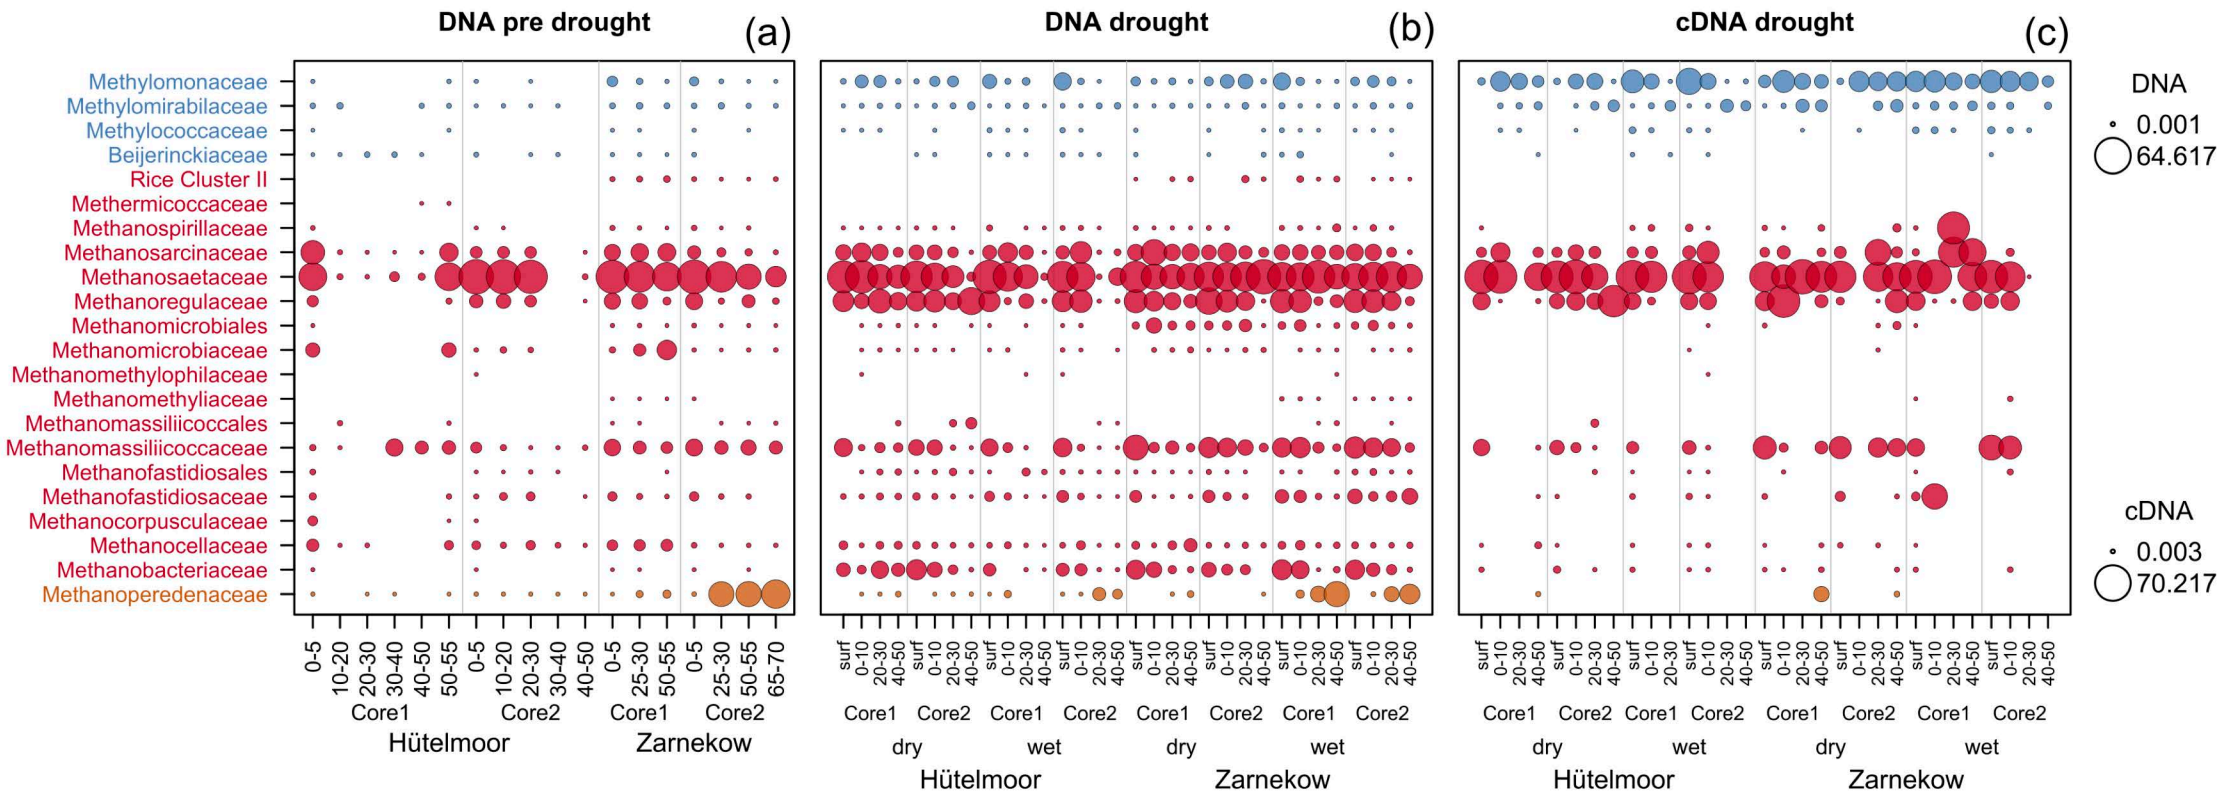 DNA pre drought (a)
DNA drought (b)
cDNA drought (c)
Methylomonaceae
Methylomirabilaceae
Methylococcaceae
Beijerinckiaceae
Rice Cluster II
Methermicoccaceae
Methanospirillaceae
Methanosarcinaceae
Methanosaetaceae
Methanoregulaceae
Methanomicrobiales
Methanomicrobiaceae
Methanomethylophilaceae
Methanomethyliaceae
Methanomassiliicoccales
Methanomassiliicoccaceae
Methanofastidiosales
Methanofastidiosaceae
Methanocorpusculaceae
Methanocellaceae
Methanobacteriaceae
Methanoperedenaceae
DNA
0.001
64.617
cDNA
0.003
70.217
0-5 10-20 20-30 30-40 40-50 50-55 0-5 10-20 20-30 30-40 40-50 0-5 25-30 50-55 0-5 25-30 50-55 65-70
Core1 Core2 Core1 Core2
Hütelmoor Zarnekow
surf 0-10 20-30 40-50 surf 0-10 20-30 40-50 surf 0-10 20-30 40-50 surf 0-10 20-30 40-50 surf 0-10 20-30 40-50 surf 0-10 20-30 40-50 surf 0-10 20-30 40-50 surf 0-10 20-30 40-50
Core1 Core2 Core1 Core2 Core1 Core2 Core1 Core2
dry wet dry wet
Hütelmoor Zarnekow
surf 0-10 20-30 40-50 surf 0-10 20-30 40-50 surf 0-10 20-30 40-50 surf 0-10 20-30 40-50 surf 0-10 20-30 40-50 surf 0-10 20-30 40-50 surf 0-10 20-30 40-50 surf 0-10 20-30 40-50
Core1 Core2 Core1 Core2 Core1 Core2 Core1 Core2
dry wet dry wet
Hütelmoor Zarnekow